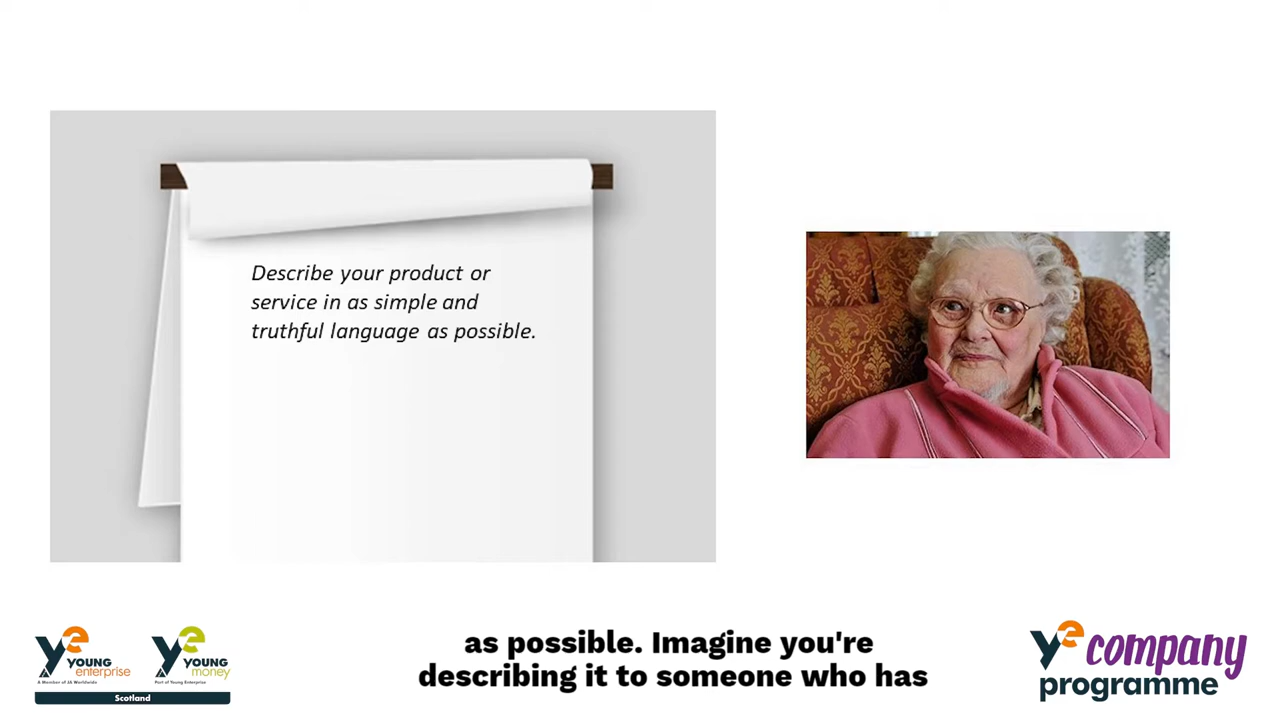 Describe your product or
service in as simple and
truthful language as possible.
ye YOUNG
enterprise
A Member of JA Worldwide
ye YOUNG
money
Part of Young Enterprise
Scotland
as possible. Imagine you're
describing it to someone who has
ye company
programme